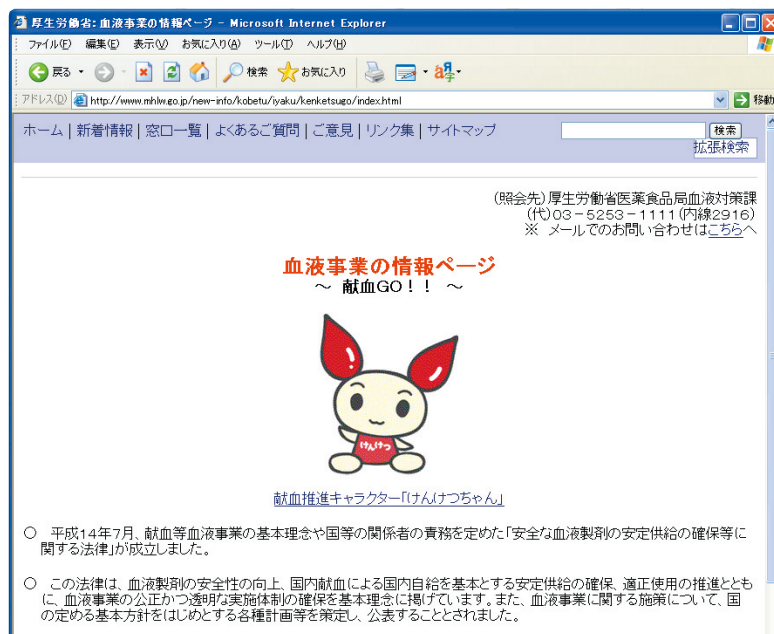 厚生労働省: 血液事業の情報ページ - Microsoft Internet Explorer
ファイル(F) 編集(E) 表示(V) お気に入り(A) ツール(T) ヘルプ(H)
戻る 検索 お気に入り
アドレス(D) http://www.mhlw.go.jp/new-info/kobetu/iyaku/kenketsugo/index.html 移動
ホーム | 新着情報 | 窓口一覧 | よくあるご質問 | ご意見 | リンク集 | サイトマップ 検索
拡張検索
(照会先)厚生労働省医薬食品局血液対策課
(代)03-5253-1111(内線2916)
※ メールでのお問い合わせはこちらへ
血液事業の情報ページ
～ 献血GO!! ～
けんけつ
献血推進キャラクター「けんけつちゃん」
○ 平成14年7月、献血等血液事業の基本理念や国等の関係者の責務を定めた「安全な血液製剤の安定供給の確保等に
関する法律」が成立しました。
○ この法律は、血液製剤の安全性の向上、国内献血による国内自給を基本とする安定供給の確保、適正使用の推進ととも
に、血液事業の公正かつ透明な実施体制の確保を基本理念に掲げています。また、血液事業に関する施策について、国
の定める基本方針をはじめとする各種計画等を策定し、公表することとされました。